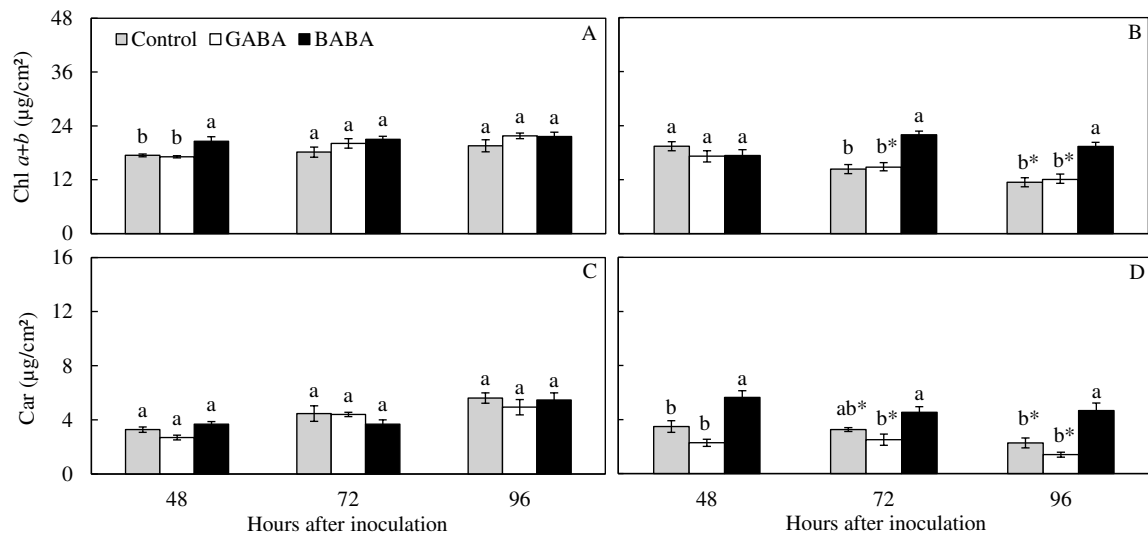 48
36
24
12
0
Chl a+b (µg/cm²)
Control GABA BABA
A
b b a
a a a
a a a
B
a a a
b b* a
b* b* a
16
12
8
4
0
Car (µg/cm²)
C
a a a
a a a
a a a
D
b b a
ab* b* a
b* b* a
48 72 96
Hours after inoculation
48 72 96
Hours after inoculation